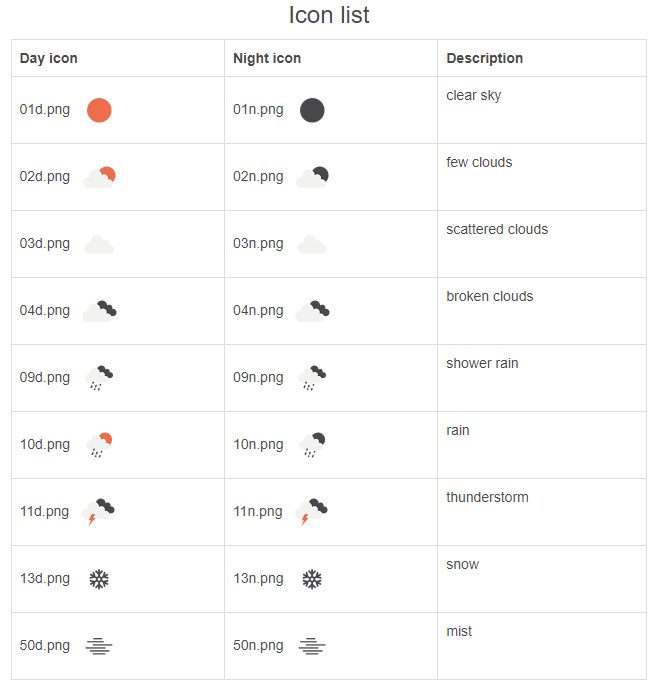 Icon list
Day icon Night icon Description
01d.png 01n.png clear sky
02d.png 02n.png few clouds
03d.png 03n.png scattered clouds
04d.png 04n.png broken clouds
09d.png 09n.png shower rain
10d.png 10n.png rain
11d.png 11n.png thunderstorm
13d.png 13n.png snow
50d.png 50n.png mist